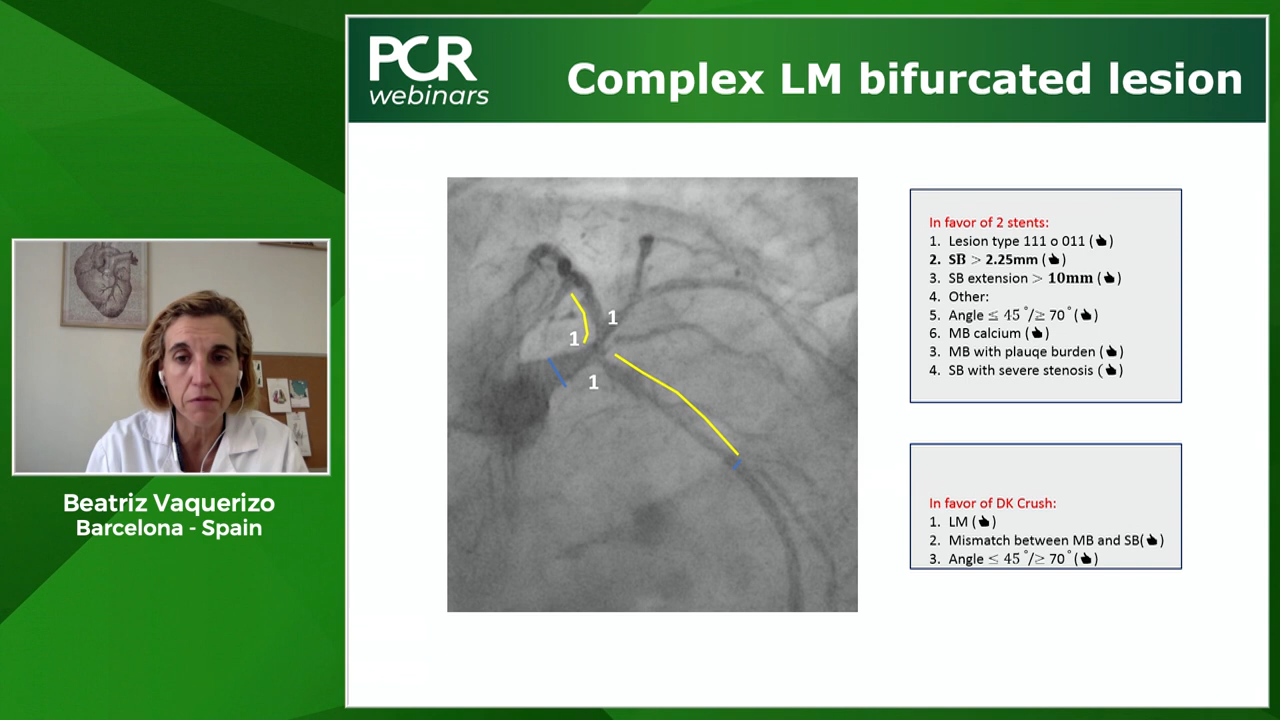 PCR
webinars
Complex LM bifurcated lesion
1
1
1
In favor of 2 stents:
1. Lesion type 111 o 011 ( )
2. SB > 2.25mm ( )
3. SB extension > 10mm ( )
4. Other:
5. Angle ≤ 45°/≥ 70° ( )
6. MB calcium ( )
3. MB with plauqe burden ( )
4. SB with severe stenosis ( )
In favor of DK Crush:
1. LM ( )
2. Mismatch between MB and SB( )
3. Angle ≤ 45°/≥ 70° ( )
Beatriz Vaquerizo
Barcelona - Spain